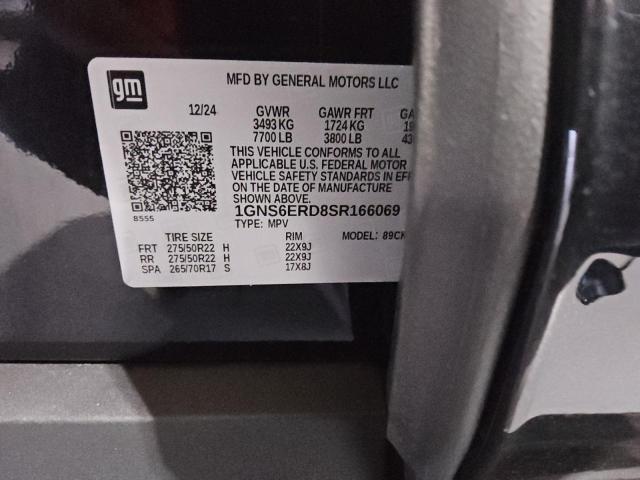 gm
MFD BY GENERAL MOTORS LLC
12/24 GVWR GAWR FRT
3493 KG 1724 KG
7700 LB 3800 LB
THIS VEHICLE CONFORMS TO ALL
APPLICABLE U.S. FEDERAL MOTOR
VEHICLE SAFETY STANDARDS IN
DATE OF MANUFACTURE
SHOWN ABOVE.
1GNS6ERD8SR166069
8555
TYPE: MPV
TIRE SIZE RIM MODEL: 89CK
FRT 275/50R22 H 22X9J
RR 275/50R22 H 22X9J
SPA 265/70R17 S 17X8J